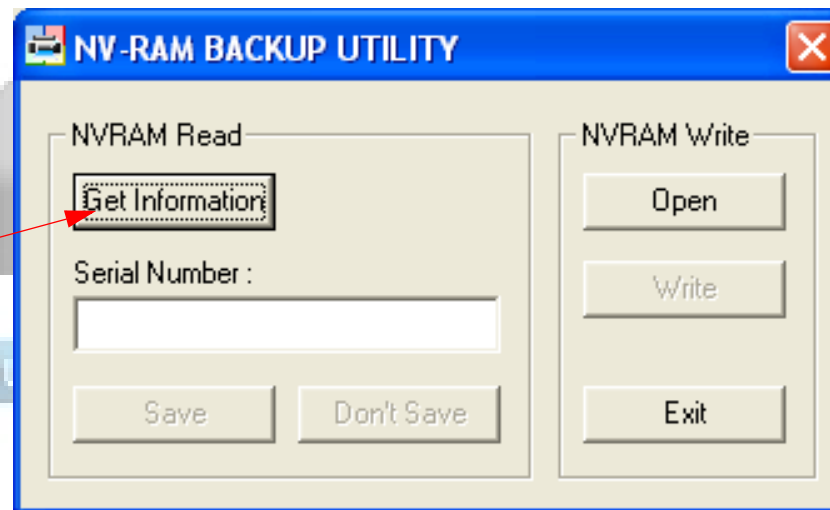 NV-RAM BACKUP UTILITY
NVRAM Read
Get Information
Serial Number :
Save
Don't Save
NVRAM Write
Open
Write
Exit